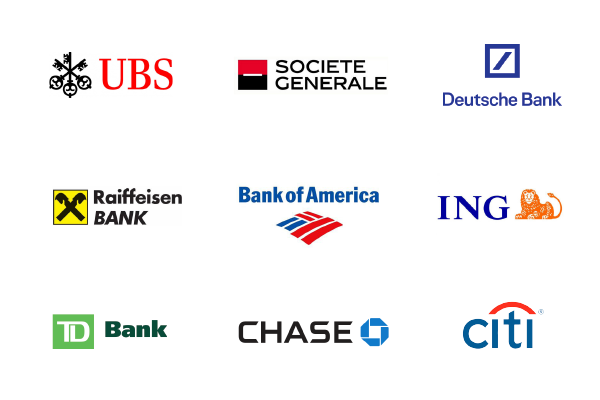 UBS
SOCIETE
GENERALE
Deutsche Bank
Raiffeisen
BANK
Bank of America
ING
TD Bank
CHASE
citi®